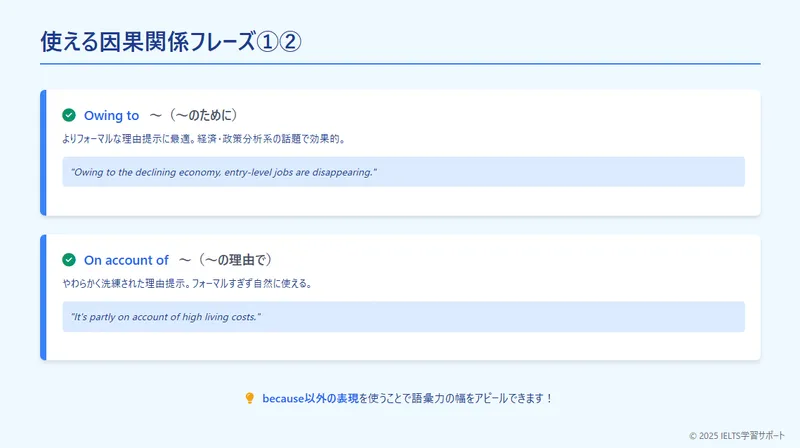 使える因果関係フレーズ①②
Owing to ～（～のために）
よりフォーマルな理由提示に最適。経済・政策分析系の話題で効果的。
"Owing to the declining economy, entry-level jobs are disappearing."
On account of ～（～の理由で）
やわらかく洗練された理由提示。フォーマルすぎず自然に使える。
"It's partly on account of high living costs."
because以外の表現を使うことで語彙力の幅をアピールできます！
© 2025 IELTS学習サポート